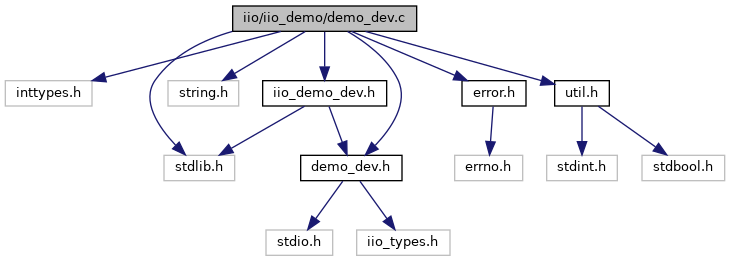 iio/iio_demo/demo_dev.c
inttypes.h
string.h
iio_demo_dev.h
error.h
util.h
stdlib.h
demo_dev.h
errno.h
stdint.h
stdbool.h
stdio.h
iio_types.h